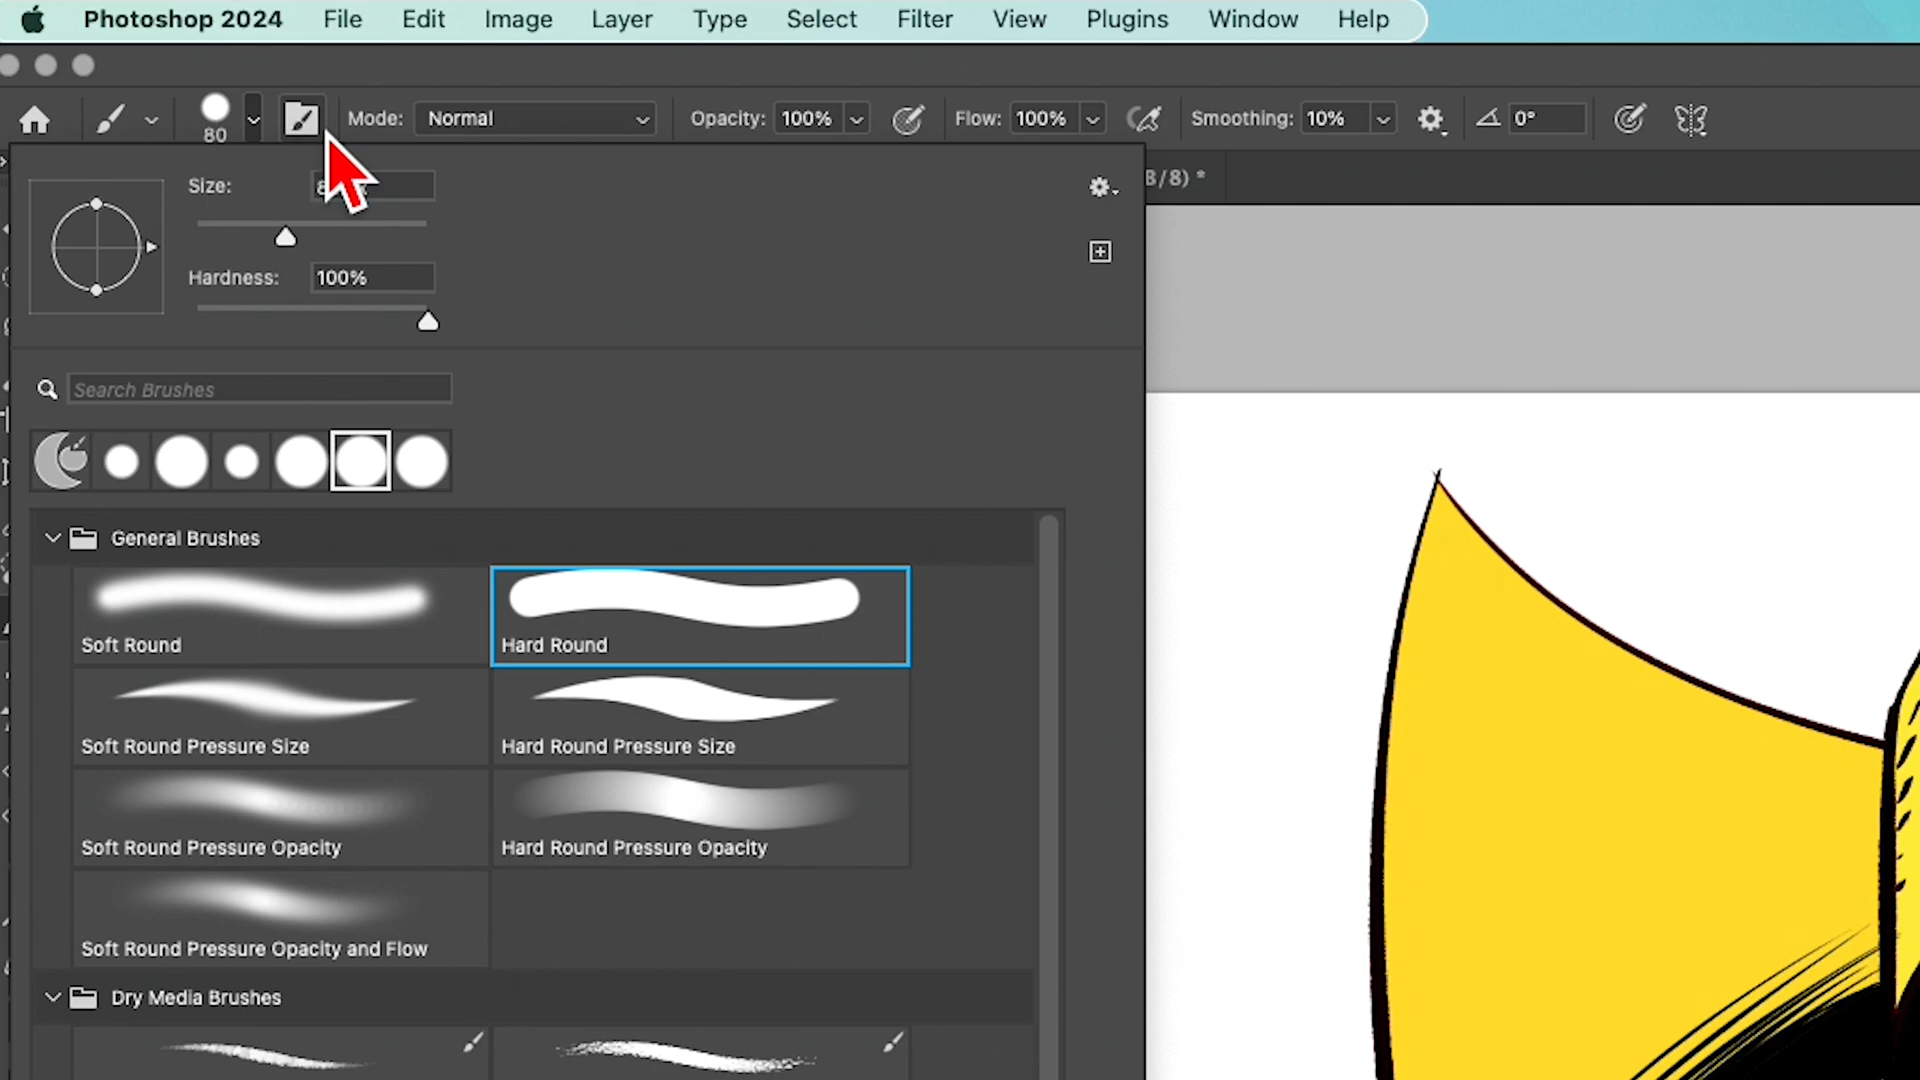 Photoshop 2024 File Edit Image Layer Type Select Filter View Plugins Window Help
80 Mode: Normal Opacity: 100% Flow: 100% Smoothing: 10% 0°
/8) *
Size:
Hardness: 100%
Search Brushes
General Brushes
Soft Round Hard Round
Soft Round Pressure Size Hard Round Pressure Size
Soft Round Pressure Opacity Hard Round Pressure Opacity
Soft Round Pressure Opacity and Flow
Dry Media Brushes